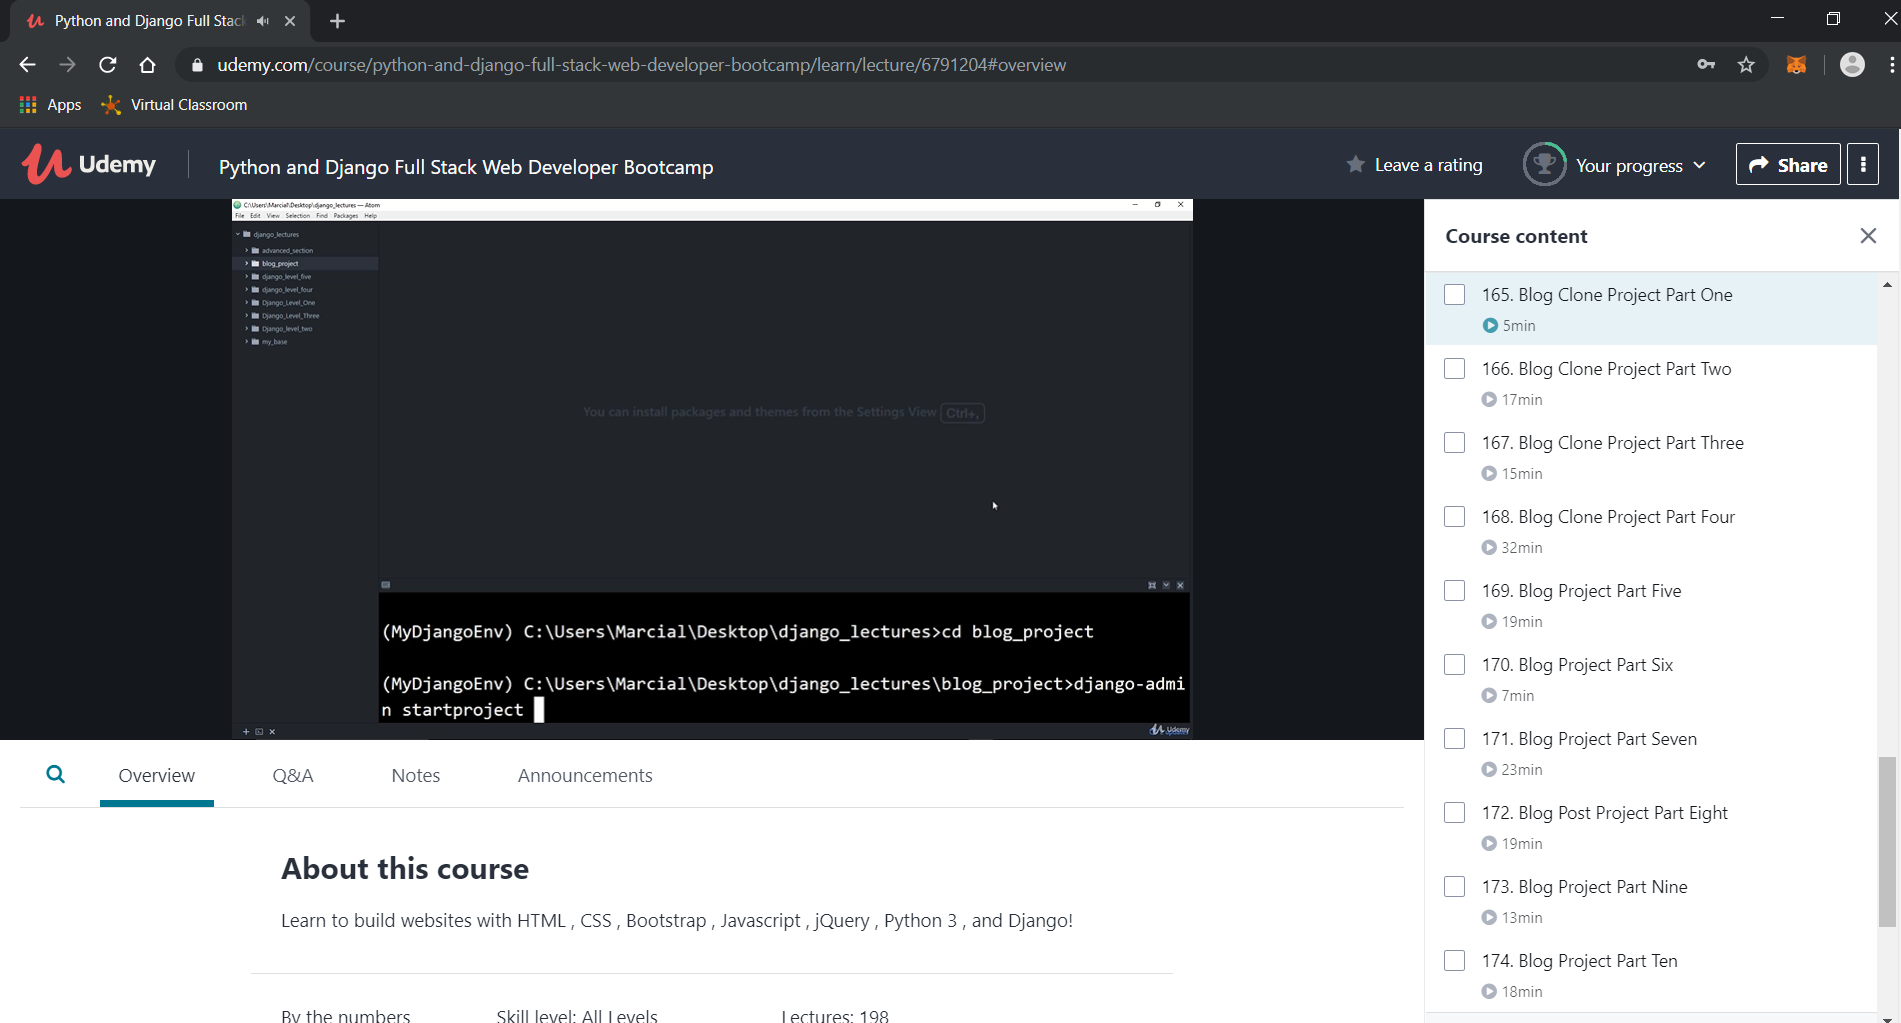 Python and Django Full Stac
udemy.com/course/python-and-django-full-stack-web-developer-bootcamp/learn/lecture/6791204#overview
Apps
Virtual Classroom
Udemy
Python and Django Full Stack Web Developer Bootcamp
Leave a rating
Your progress
Share
C:\Users\Marcial\Desktop\django_lectures — Atom
File Edit View Selection Find Packages Help
django_lectures
advanced_section
blog_project
django_level_five
django_level_four
Django_Level_One
Django_Level_Three
Django_level_two
my_base
You can install packages and themes from the Settings View Ctrl+,
(MyDjangoEnv) C:\Users\Marcial\Desktop\django_lectures>cd blog_project
(MyDjangoEnv) C:\Users\Marcial\Desktop\django_lectures\blog_project>django-admi
n startproject
Udemy
Course content
165. Blog Clone Project Part One
5min
166. Blog Clone Project Part Two
17min
167. Blog Clone Project Part Three
15min
168. Blog Clone Project Part Four
32min
169. Blog Project Part Five
19min
170. Blog Project Part Six
7min
171. Blog Project Part Seven
23min
172. Blog Post Project Part Eight
19min
173. Blog Project Part Nine
13min
174. Blog Project Part Ten
18min
Overview
Q&A
Notes
Announcements
About this course
Learn to build websites with HTML , CSS , Bootstrap , Javascript , jQuery , Python 3 , and Django!
By the numbers
Skill level: All Levels
Lectures: 198